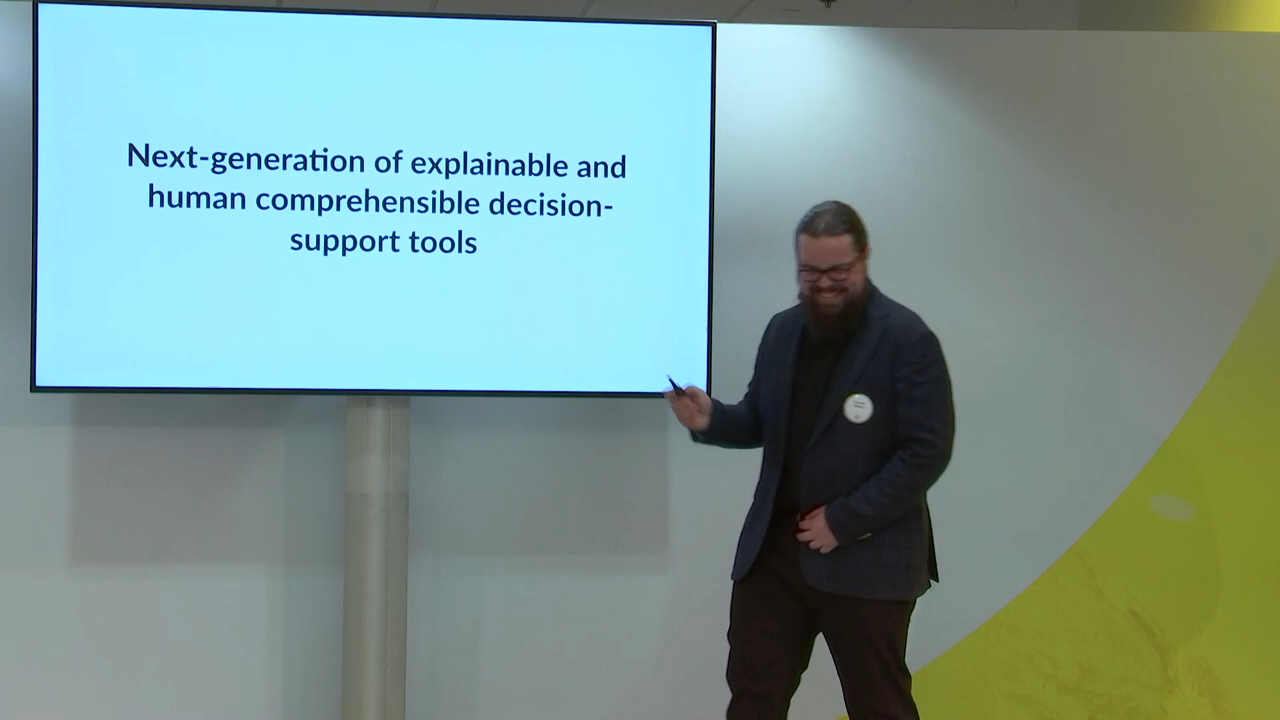 Next-generation of explainable and
human comprehensible decision-
support tools